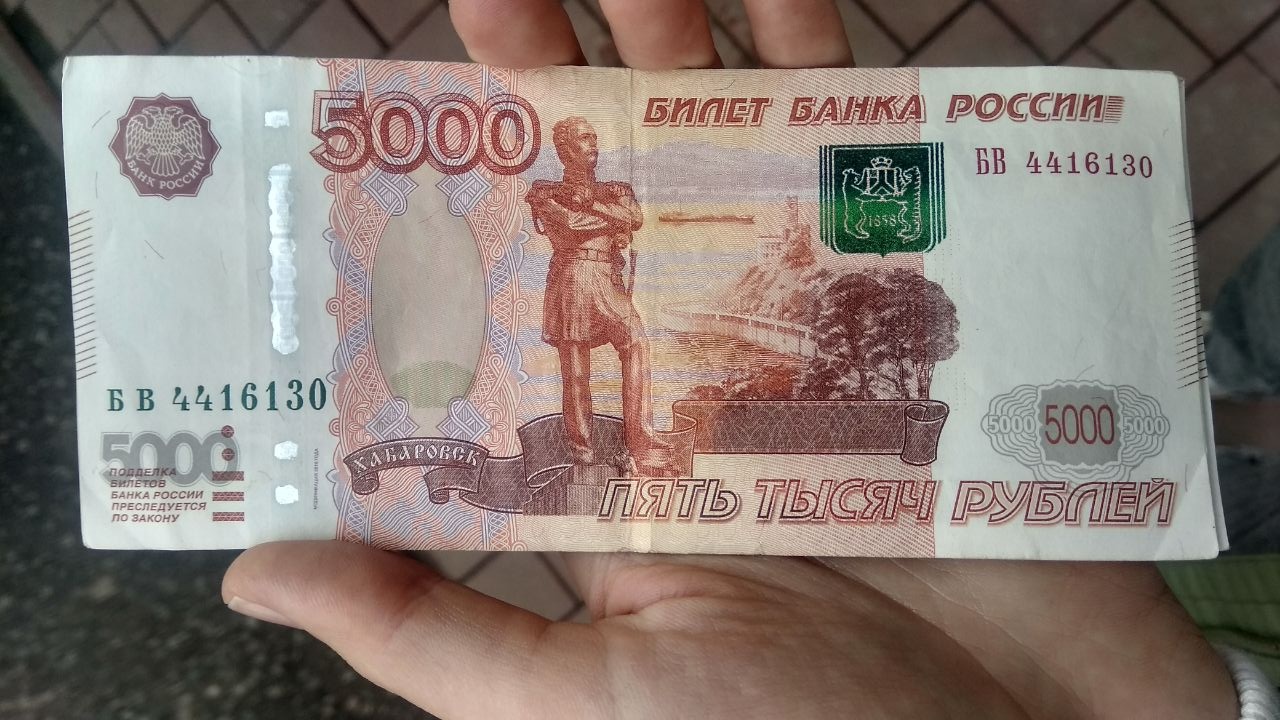 БИЛЕТ БАНКА РОССИИ
5000
БАНК РОССИИ
1858
БВ 4416130
БВ 4416130
5000
ПОДДЕЛКА
БИЛЕТОВ
БАНКА РОССИИ
ПРЕСЛЕДУЕТСЯ
ПО ЗАКОНУ
ХАБАРОВСК
5000 5000 5000
ПЯТЬ ТЫСЯЧ РУБЛЕЙ